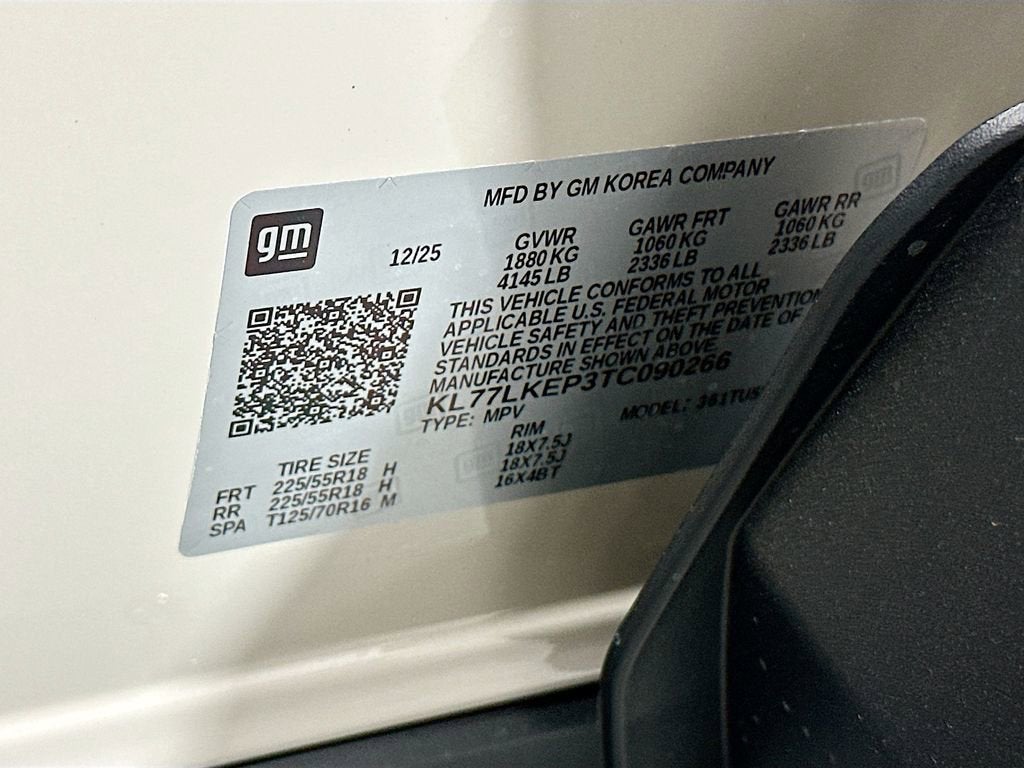 MFD BY GM KOREA COMPANY
gm
12/25
GVWR GAWR FRT GAWR RR
1880 KG 1060 KG 1060 KG
4145 LB 2336 LB 2336 LB
THIS VEHICLE CONFORMS TO ALL
APPLICABLE U.S. FEDERAL MOTOR
VEHICLE SAFETY AND THEFT PREVENTION
STANDARDS IN EFFECT ON THE DATE OF
MANUFACTURE SHOWN ABOVE
KL77LKEP3TC090266
TYPE: MPV MODEL:
TIRE SIZE RIM
FRT 225/55R18 H 18X7.5J
RR 225/55R18 H 18X7.5J
SPA T125/70R16 M 16X4BT